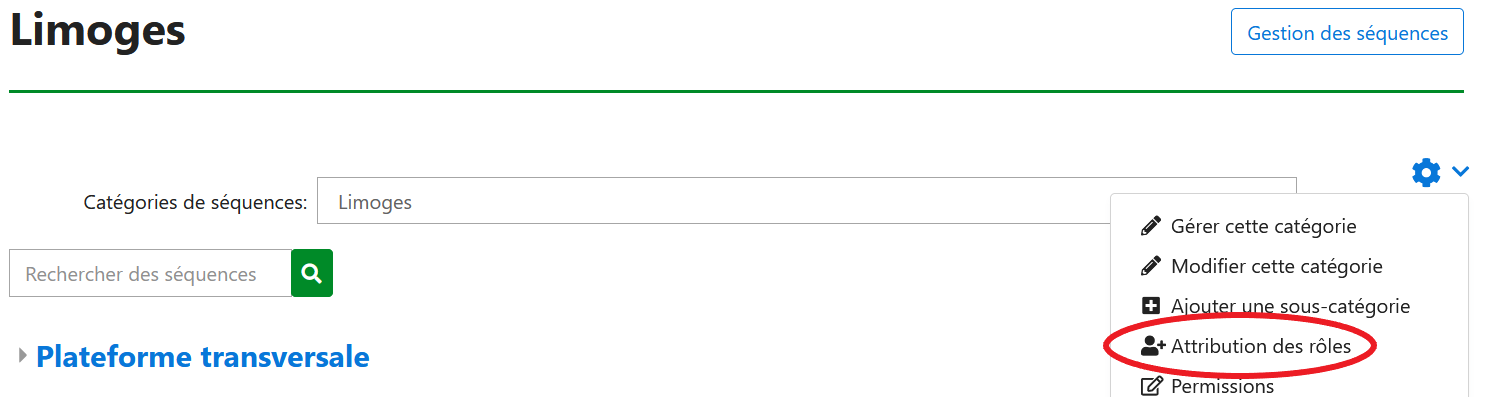 Limoges
Gestion des séquences
Catégories de séquences:
Limoges
Gérer cette catégorie
Modifier cette catégorie
Rechercher des séquences
Ajouter une sous-catégorie
Attribution des rôles
Plateforme transversale
Permissions